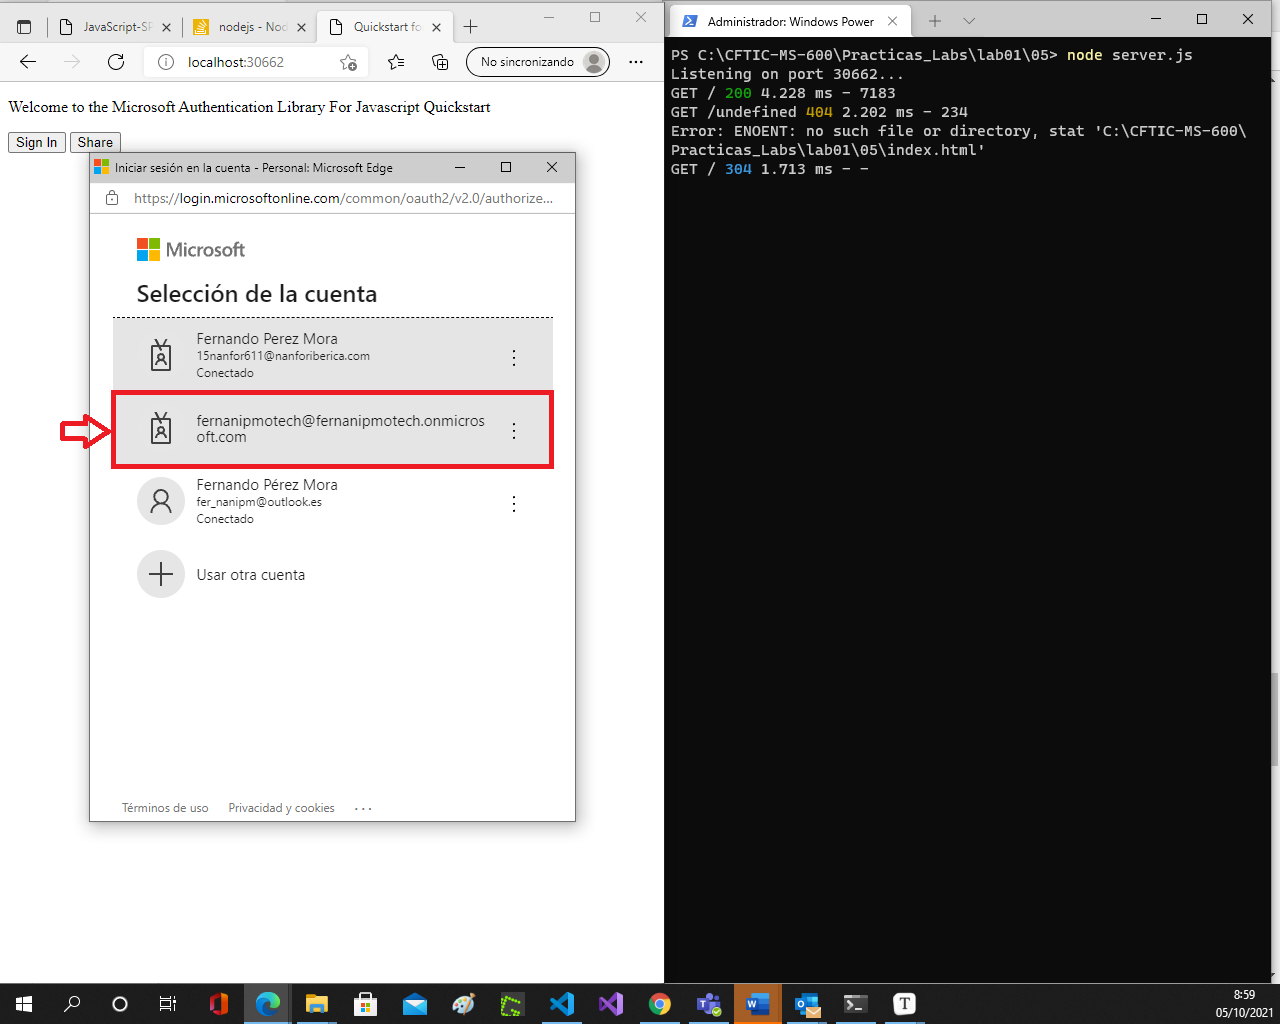 JavaScript-SP
nodejs - Nod
Quickstart fo
localhost:30662
No sincronizando
Welcome to the Microsoft Authentication Library For Javascript Quickstart
Sign In
Share
Iniciar sesión en la cuenta - Personal: Microsoft Edge
https://login.microsoftonline.com/common/oauth2/v2.0/authorize...
Microsoft
Selección de la cuenta
Fernando Perez Mora
15nanfor611@nanforiberica.com
Conectado
fernanipmotech@fernanipmotech.onmicros
oft.com
Fernando Pérez Mora
fer_nanipm@outlook.es
Conectado
Usar otra cuenta
Términos de uso
Privacidad y cookies
Administrador: Windows Power
PS C:\CFTIC-MS-600\Practicas_Labs\lab01\05> node server.js
Listening on port 30662...
GET / 200 4.228 ms - 7183
GET /undefined 404 2.202 ms - 234
Error: ENOENT: no such file or directory, stat 'C:\CFTIC-MS-600\
Practicas_Labs\lab01\05\index.html'
GET / 304 1.713 ms - -
8:59
05/10/2021